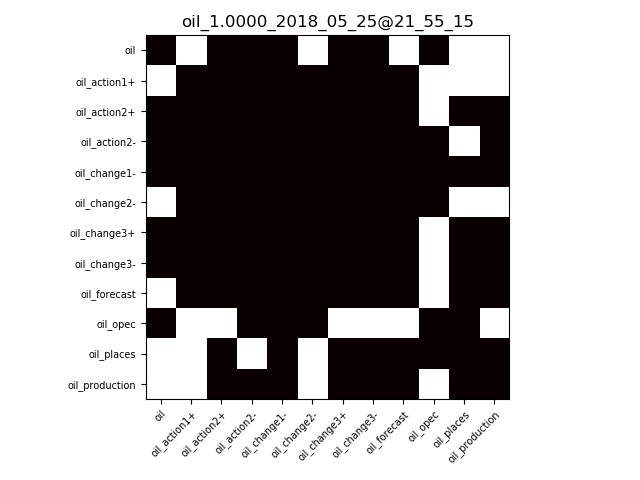 oil_1.0000_2018_05_25@21_55_15
oil
oil_action1+
oil_action2+
oil_action2-
oil_change1-
oil_change2-
oil_change3+
oil_change3-
oil_forecast
oil_opec
oil_places
oil_production
oil
oil_action1+
oil_action2+
oil_action2-
oil_change1-
oil_change2-
oil_change3+
oil_change3-
oil_forecast
oil_opec
oil_places
oil_production